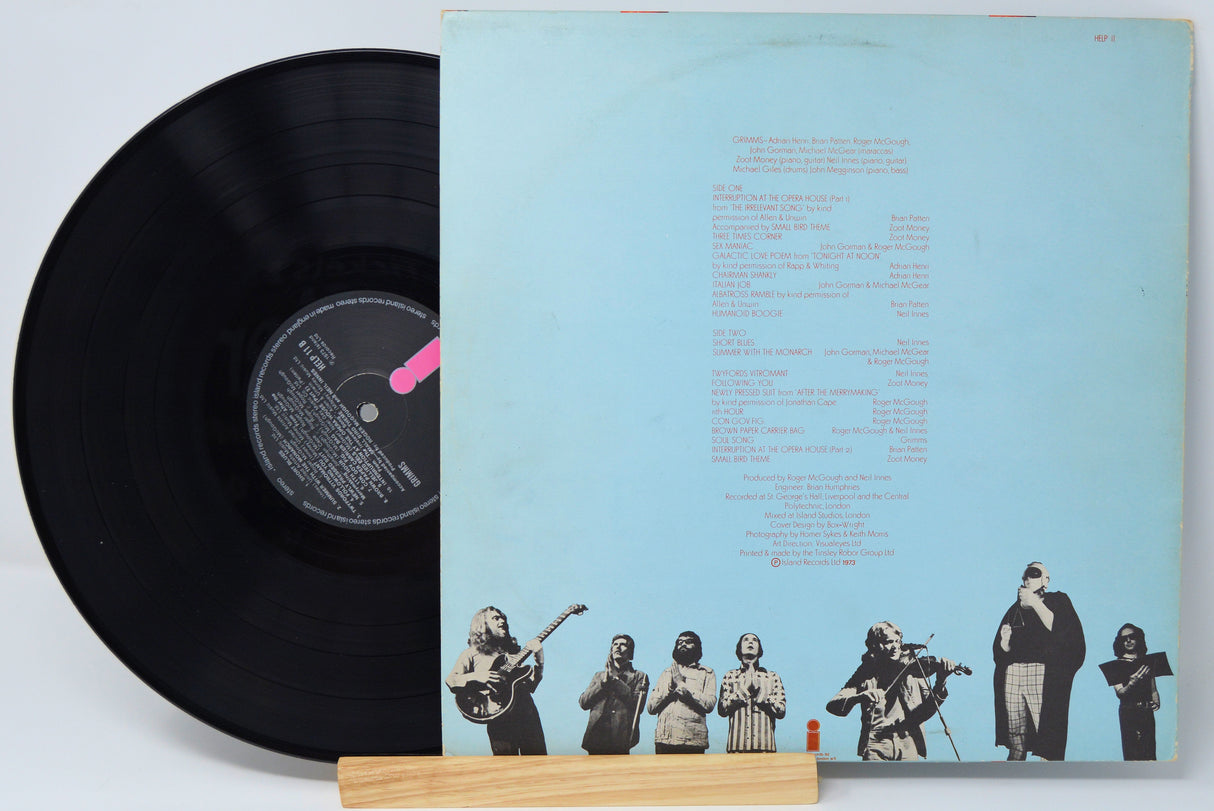 HELP II
GRIMMS- Adrian Henri. Brian Patten. Roger McGough,
John Gorman, Michael McGear (maraccas)
Zoot Money (piano, guitar) Neil Innes (piano, guitar)
Michael Giles (drums) John Megginson (piano, bass)
SIDE ONE
INTERRUPTION AT THE OPERA HOUSE (Part 1)
from 'THE IRRELEVANT SONG' by kind
permission of Allen & Unwin Brian Patten
Accompanied by SMALL BIRD THEME Zoot Money
THREE TIMES CORNER Zoot Money
SEX MANIAC John Gorman & Roger McGough
GALACTIC LOVE POEM from 'TONIGHT AT NOON'
by kind permission of Rapp & Whiting Adrian Henri
CHAIRMAN SHANKLY Adrian Henri
ITALIAN JOB John Gorman & Michael McGear
ALBATROSS RAMBLE by kind permission of
Allen & Unwin Brian Patten
HUMANOID BOOGIE Neil Innes
SIDE TWO
SHORT BLUES Neil Innes
SUMMER WITH THE MONARCH John Gorman, Michael McGear
& Roger McGough
TWYFORDS VITROMANT Neil Innes
FOLLOWING YOU Zoot Money
NEWLY PRESSED SUIT from 'AFTER THE MERRYMAKING'
by kind permission of Jonathan Cape Roger McGough
nth HOUR Roger McGough
CON GOV.FIG. Roger McGough
BROWN PAPER CARRIER BAG Roger McGough & Neil Innes
SOUL SONG Grimms
INTERRUPTION AT THE OPERA HOUSE (Part 2) Brian Patten
SMALL BIRD THEME Zoot Money
Produced by Roger McGough and Neil Innes
Engineer: Brian Humphries
Recorded at St. George's Hall, Liverpool and the Central
Polytechnic, London
Mixed at Island Studios, London
Cover Design by Box-Wright
Photography by Homer Sykes & Keith Morris
Art Direction: Visualeyes Ltd
Printed & made by the Tinsley Robor Group Ltd
℗ Island Records Ltd 1973
i
island records stereo made in england
HELP 11 B
GRIMMS